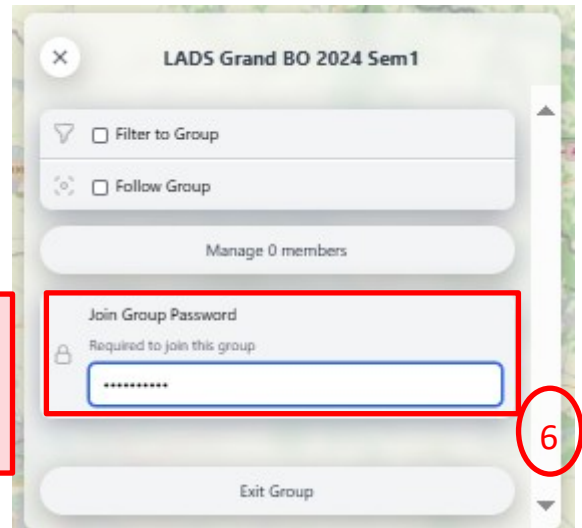 LADS Grand BO 2024 Sem1
Filter to Group
Follow Group
Manage 0 members
Join Group Password
Required to join this group
••••••••••
6
Exit Group